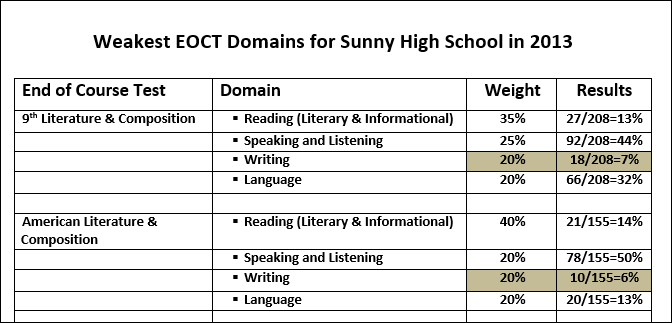 Weakest EOCT Domains for Sunny High School in 2013
End of Course Test Domain Weight Results
9th Literature & Composition ▪ Reading (Literary & Informational) 35% 27/208=13%
▪ Speaking and Listening 25% 92/208=44%
▪ Writing 20% 18/208=7%
▪ Language 20% 66/208=32%
American Literature & ▪ Reading (Literary & Informational) 40% 21/155=14%
Composition
▪ Speaking and Listening 20% 78/155=50%
▪ Writing 20% 10/155=6%
▪ Language 20% 20/155=13%